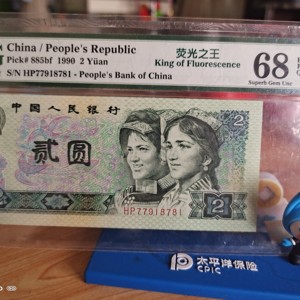 China / People's Republic
荧光之王
Pick# 885bf 1990 2 Yüan
King of Fluorescence
68
S/N HP77918781 - People's Bank of China
Superb Gem Unc
中国人民银行
2
贰圆
HP77918781
2
太平洋保险
CPIC